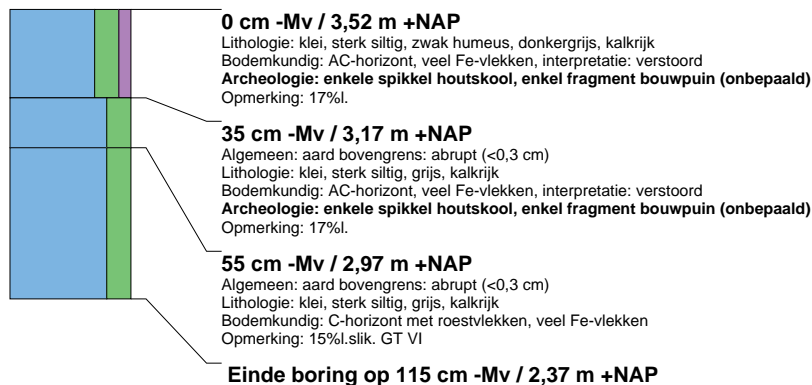 0 cm -Mv / 3,52 m +NAP
Lithologie: klei, sterk siltig, zwak humeus, donkergrijs, kalkrijk
Bodemkundig: AC-horizont, veel Fe-vlekken, interpretatie: verstoord
Archeologie: enkele spikkel houtskool, enkel fragment bouwpuin (onbepaald)
Opmerking: 17%l.
35 cm -Mv / 3,17 m +NAP
Algemeen: aard bovengrens: abrupt (<0,3 cm)
Lithologie: klei, sterk siltig, grijs, kalkrijk
Bodemkundig: AC-horizont, veel Fe-vlekken, interpretatie: verstoord
Archeologie: enkele spikkel houtskool, enkel fragment bouwpuin (onbepaald)
Opmerking: 17%l.
55 cm -Mv / 2,97 m +NAP
Algemeen: aard bovengrens: abrupt (<0,3 cm)
Lithologie: klei, sterk siltig, grijs, kalkrijk
Bodemkundig: C-horizont met roestvlekken, veel Fe-vlekken
Opmerking: 15%l.slik. GT VI
Einde boring op 115 cm -Mv / 2,37 m +NAP